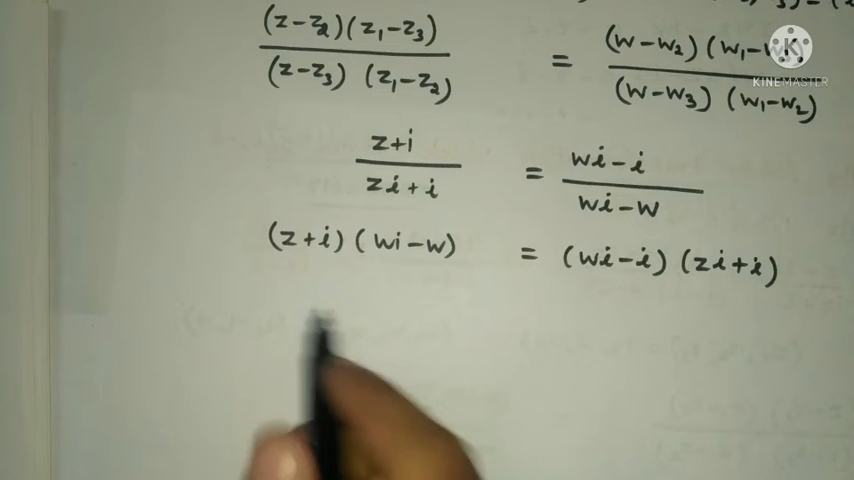 (z-z₂)(z₁-z₃) / (z-z₃) (z₁-z₂) = (w-w₂) (w₁-w₃) / (w-w₃) (w₁-w₂)
K
KINEMASTER
z+i / zi+i = wi-i / wi-w
(z+i)(wi-w) = (wi-i)(zi+i)